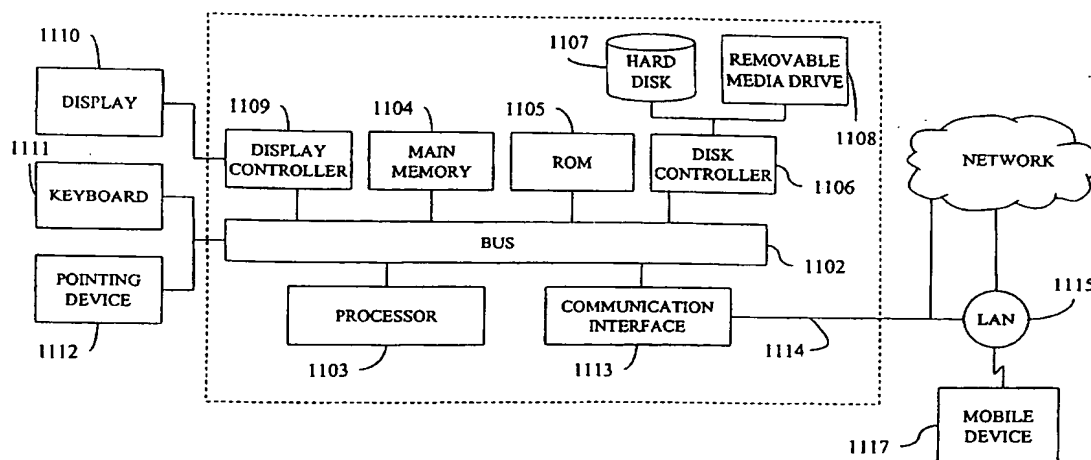 1110
DISPLAY
1111
KEYBOARD
POINTING
DEVICE
1112
1107
HARD
DISK
REMOVABLE
MEDIA DRIVE
1108
1109
DISPLAY
CONTROLLER
1104
MAIN
MEMORY
1105
ROM
DISK
CONTROLLER
1106
BUS
1102
PROCESSOR
1103
COMMUNICATION
INTERFACE
1113
1114
NETWORK
LAN
1115
MOBILE
DEVICE
1117